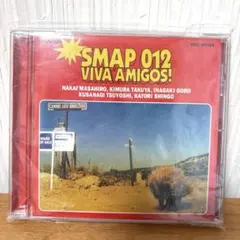 SMAP 012
VIVA AMIGOS!
NAKAI MASAHIRO, KIMURA TAKUYA, INAGAKI GORO
KUSANAGI TSUYOSHI, KATORI SHINGO